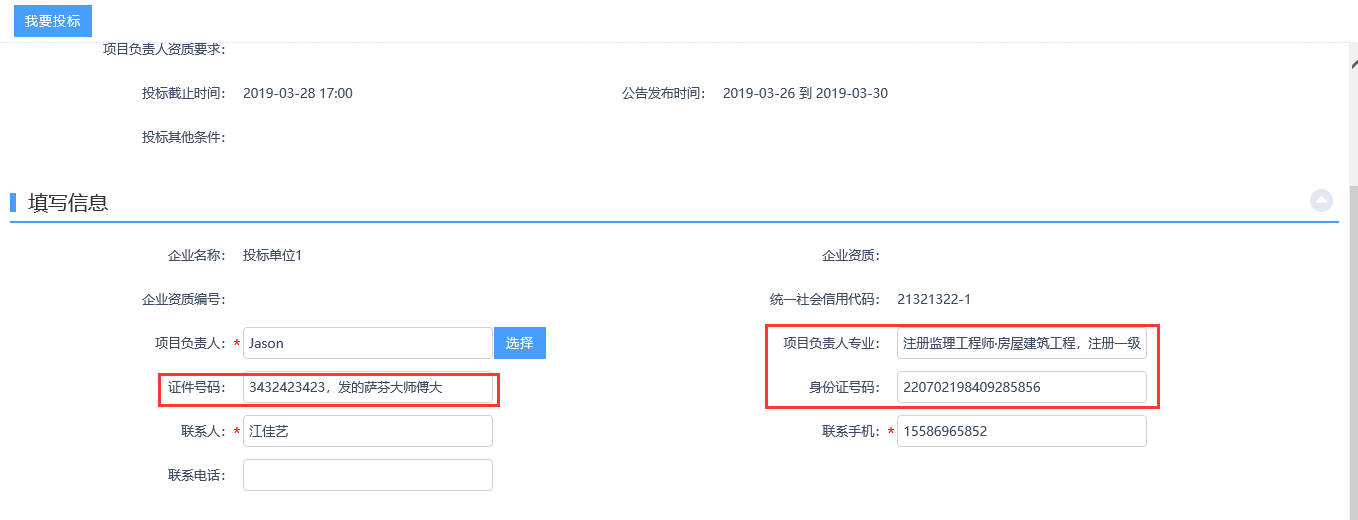 我要投标
项目负责人资质要求：
投标截止时间： 2019-03-28 17:00 公告发布时间： 2019-03-26 到 2019-03-30
投标其他条件：
填写信息
企业名称： 投标单位1 企业资质：
企业资质编号： 统一社会信用代码： 21321322-1
项目负责人： * Jason 选择 项目负责人专业： 注册监理工程师·房屋建筑工程，注册一级
证件号码： 3432423423，发的萨芬大师傅大 身份证号码： 220702198409285856
联系人： * 江佳艺 联系手机： * 15586965852
联系电话：